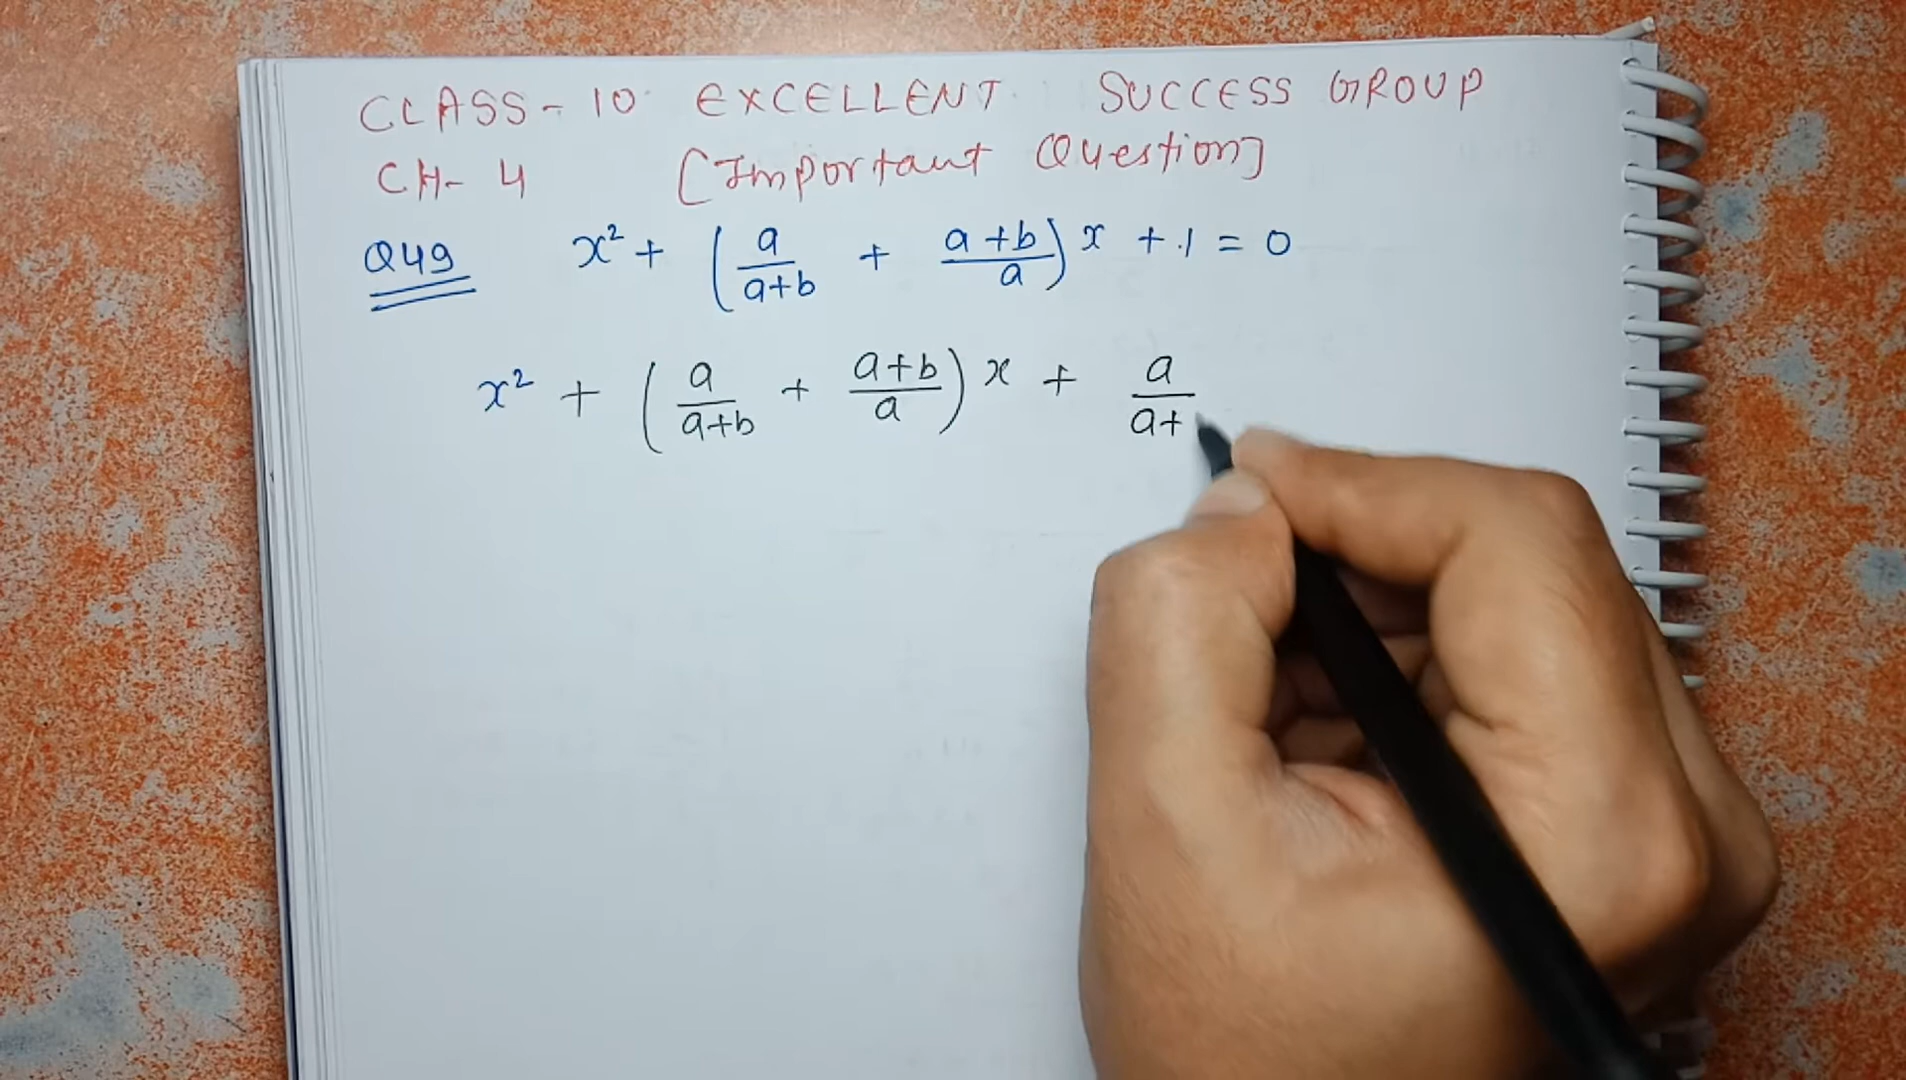 CLASS - 10 EXCELLENT SUCCESS GROUP
CH- 4 [Important Question]
Q49 x² + (a/(a+b) + (a+b)/a) x + 1 = 0
x² + (a/(a+b) + (a+b)/a) x + a/(a+